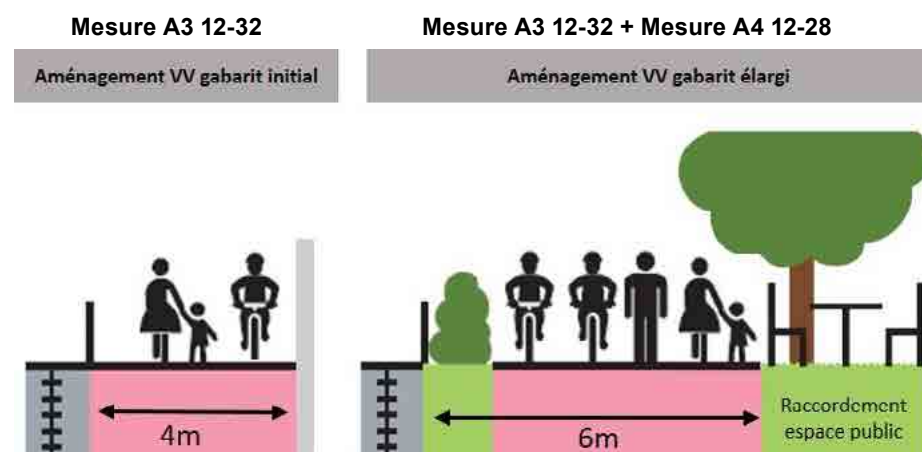 Mesure A3 12-32
Mesure A3 12-32 + Mesure A4 12-28
Aménagement VV gabarit initial
Aménagement VV gabarit élargi
4m
6m
Raccordement
espace public